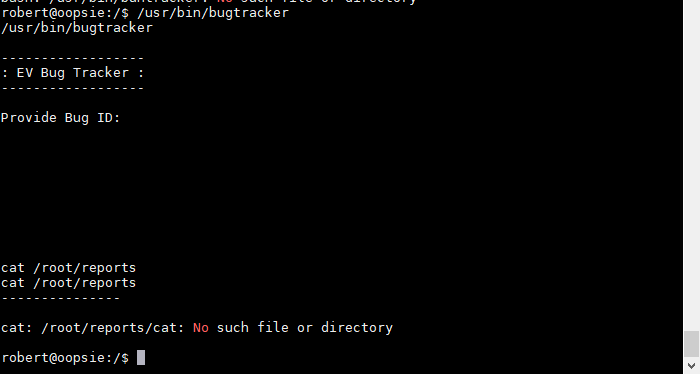 bash: /usr/bin/buntracker: No such file or directory
robert@oopsie:/$ /usr/bin/bugtracker
/usr/bin/bugtracker
------------------
: EV Bug Tracker :
------------------
Provide Bug ID:
cat /root/reports
cat /root/reports
---------------
cat: /root/reports/cat: No such file or directory
robert@oopsie:/$